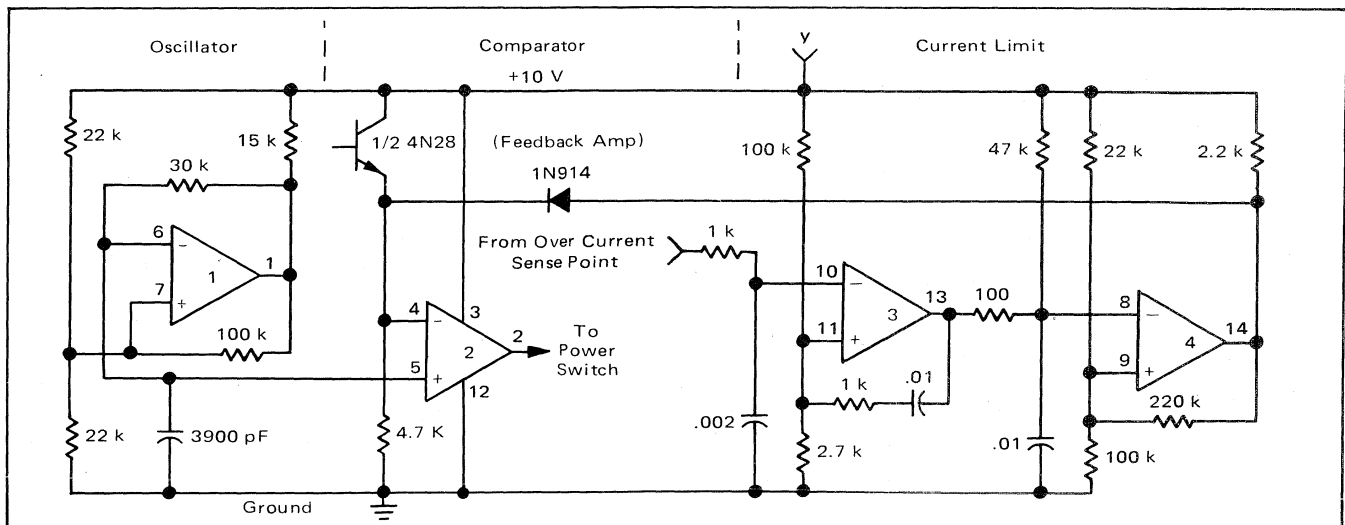 Oscillator
Comparator
y
Current Limit
+10 V
22 k
15 k
1/2 4N28
(Feedback Amp)
100 k
47 k
22 k
2.2 k
30 k
1N914
1 k
From Over Current
Sense Point
6
-
1
1
7
+
10
-
3
13
100
8
-
4
14
11
+
9
+
4
-
3
2
2
To
Power
Switch
5
+
12
100 k
1 k
.01
220 k
22 k
3900 pF
4.7 K
.002
2.7 k
.01
100 k
Ground